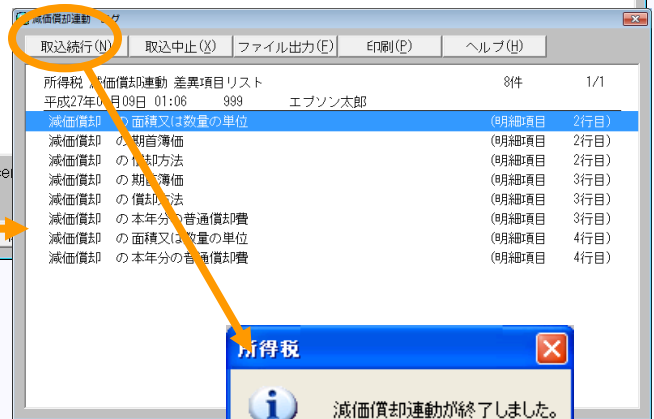 減価償却連動 ログ
取込続行(N) 取込中止(X) ファイル出力(F) 印刷(P) ヘルプ(H)
所得税 減価償却連動 差異項目リスト 8件 1/1
平成27年 月09日 01:06 999 エプソン太郎
減価償却 の 面積又は数量の単位 (明細項目 2行目)
減価償却 の 期首簿価 (明細項目 2行目)
減価償却 の 償却方法 (明細項目 2行目)
減価償却 の 期首簿価 (明細項目 3行目)
減価償却 の 償却方法 (明細項目 3行目)
減価償却 の 本年分の普通償却費 (明細項目 3行目)
減価償却 の 面積又は数量の単位 (明細項目 4行目)
減価償却 の 本年分の普通償却費 (明細項目 4行目)
所得税
減価償却連動が終了しました。